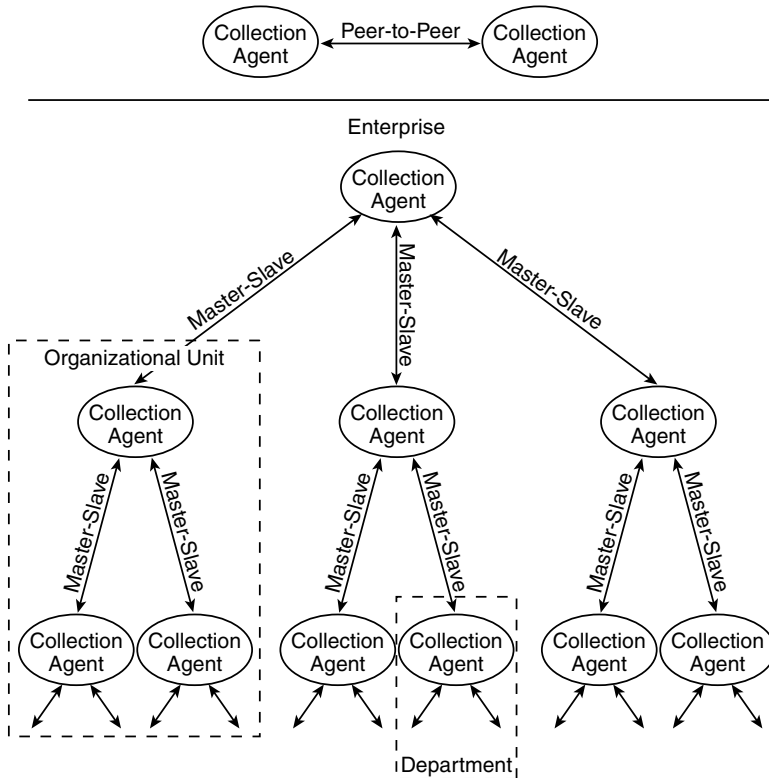 Collection
Agent
Peer-to-Peer
Collection
Agent
Enterprise
Collection
Agent
Master-Slave
Master-Slave
Master-Slave
Organizational Unit
Collection
Agent
Collection
Agent
Collection
Agent
Master-Slave
Master-Slave
Master-Slave
Master-Slave
Master-Slave
Master-Slave
Collection
Agent
Collection
Agent
Collection
Agent
Collection
Agent
Collection
Agent
Collection
Agent
Department